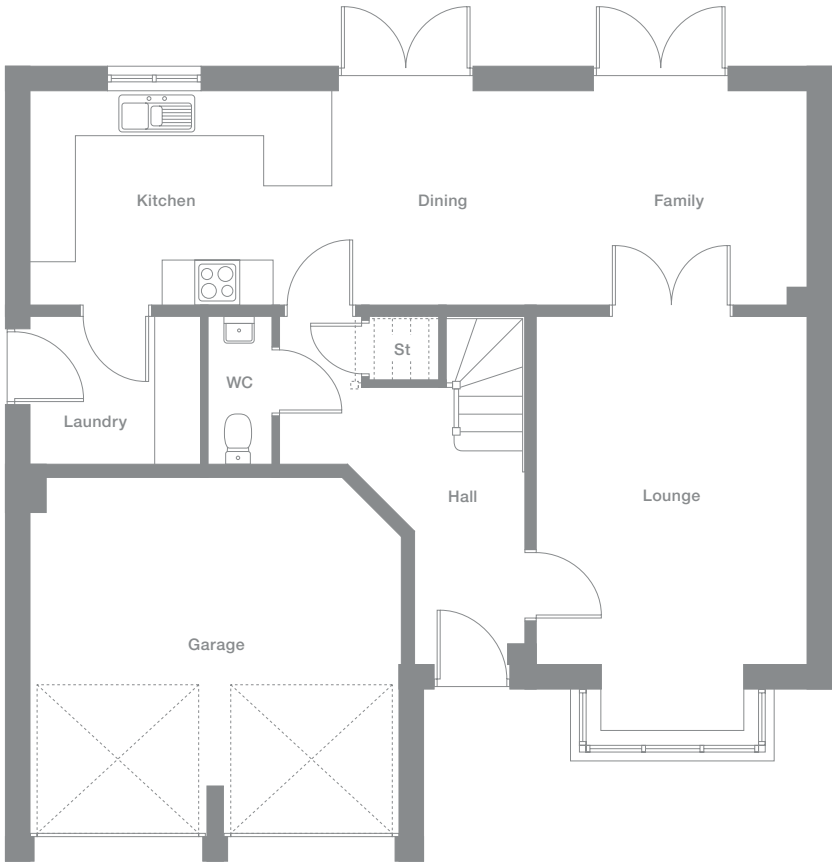 Kitchen
Dining
Family
St
WC
Laundry
Hall
Lounge
Garage